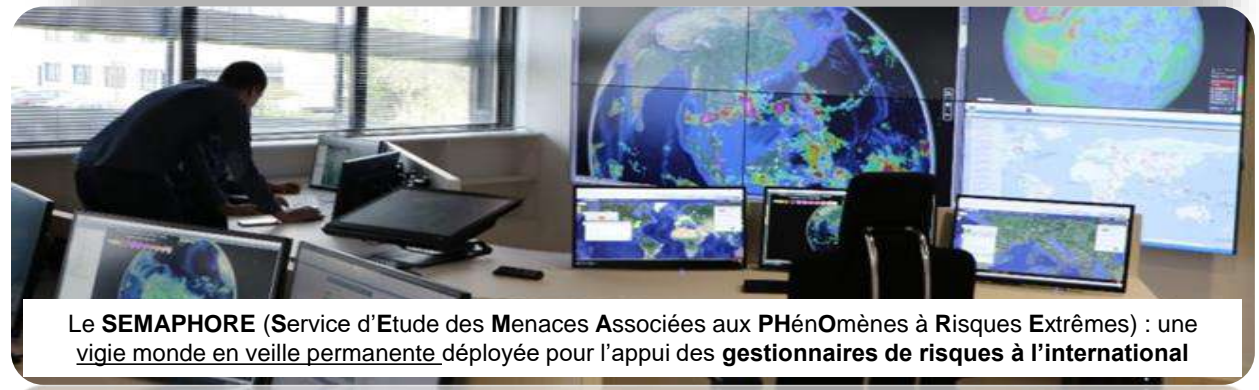 Le SEMAPHORE (Service d’Etude des Menaces Associées aux PHénOmènes à Risques Extrêmes) : une
vigie monde en veille permanente déployée pour l’appui des gestionnaires de risques à l’international